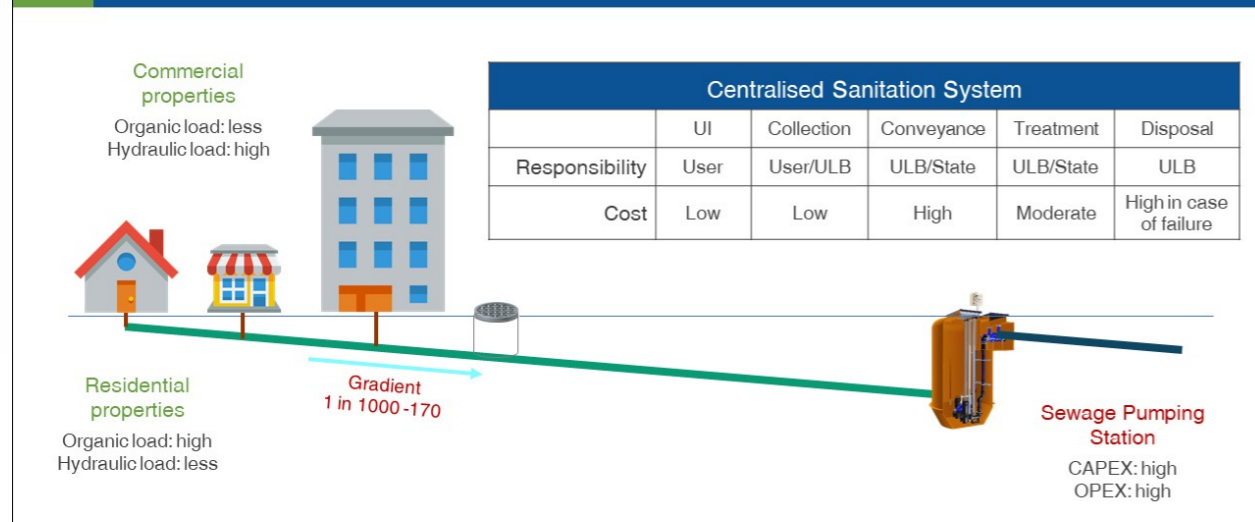 Commercial
properties
Organic load: less
Hydraulic load: high
Centralised Sanitation System
UI Collection Conveyance Treatment Disposal
Responsibility User User/ULB ULB/State ULB/State ULB
Cost Low Low High Moderate High in case
of failure
Gradient
1 in 1000-170
Residential
properties
Organic load: high
Hydraulic load: less
Sewage Pumping
Station
CAPEX: high
OPEX: high